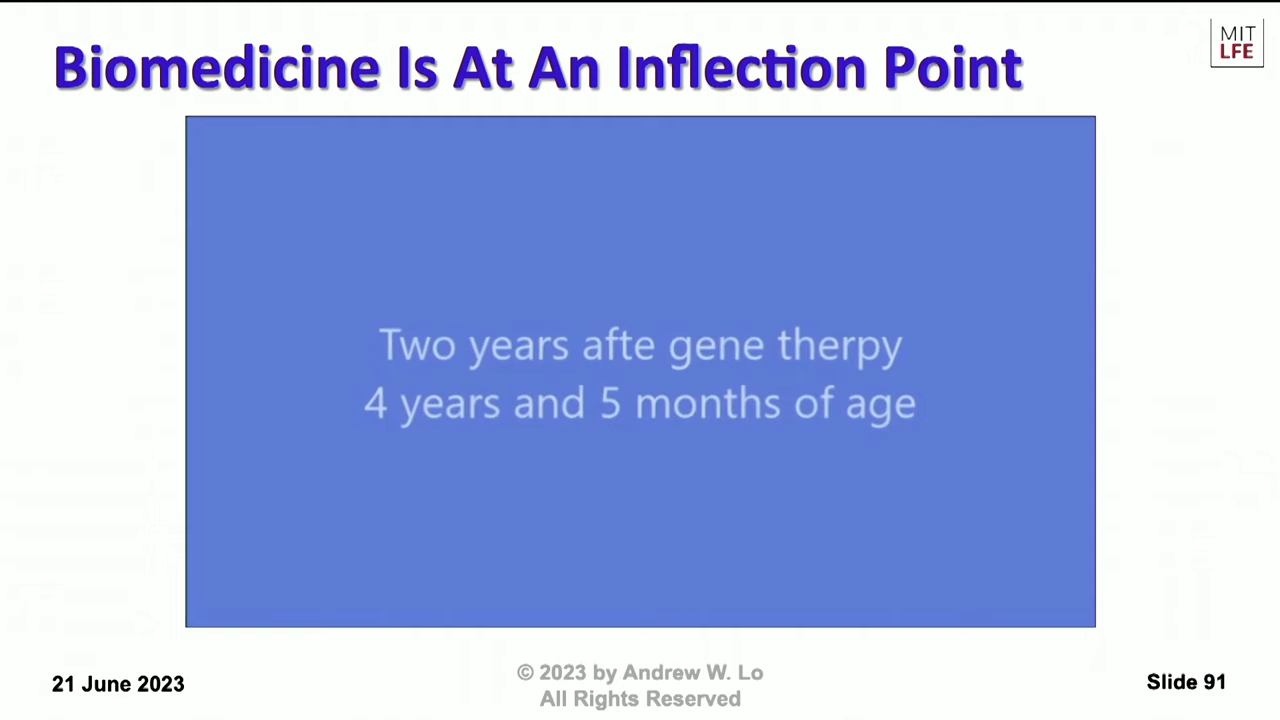 Biomedicine Is At An Inflection Point
MIT
LFE
Two years afte gene therpy
4 years and 5 months of age
21 June 2023
© 2023 by Andrew W. Lo
All Rights Reserved
Slide 91